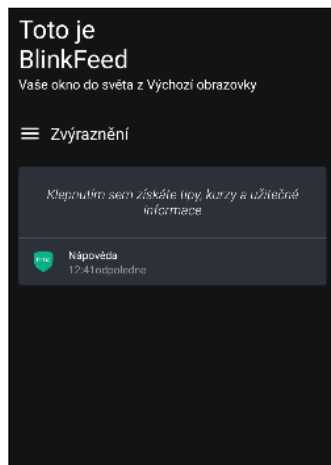 Toto je
BlinkFeed
Vaše okno do světa z Výchozí obrazovky
Zvýraznění
Klepnutím sem získáte tipy, kurzy a užitečné
informace
Nápověda
12:41odpoledne